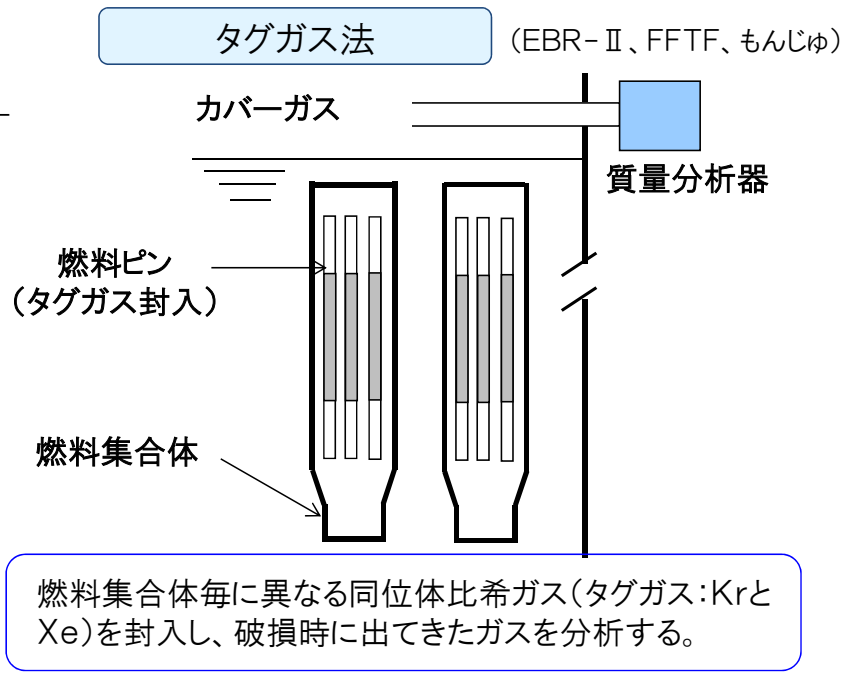 タグガス法
（EBR-Ⅱ、FFTF、もんじゅ）
カバーガス
質量分析器
燃料ピン
（タグガス封入）
燃料集合体
燃料集合体毎に異なる同位体比希ガス（タグガス：Krと
Xe）を封入し、破損時に出てきたガスを分析する。